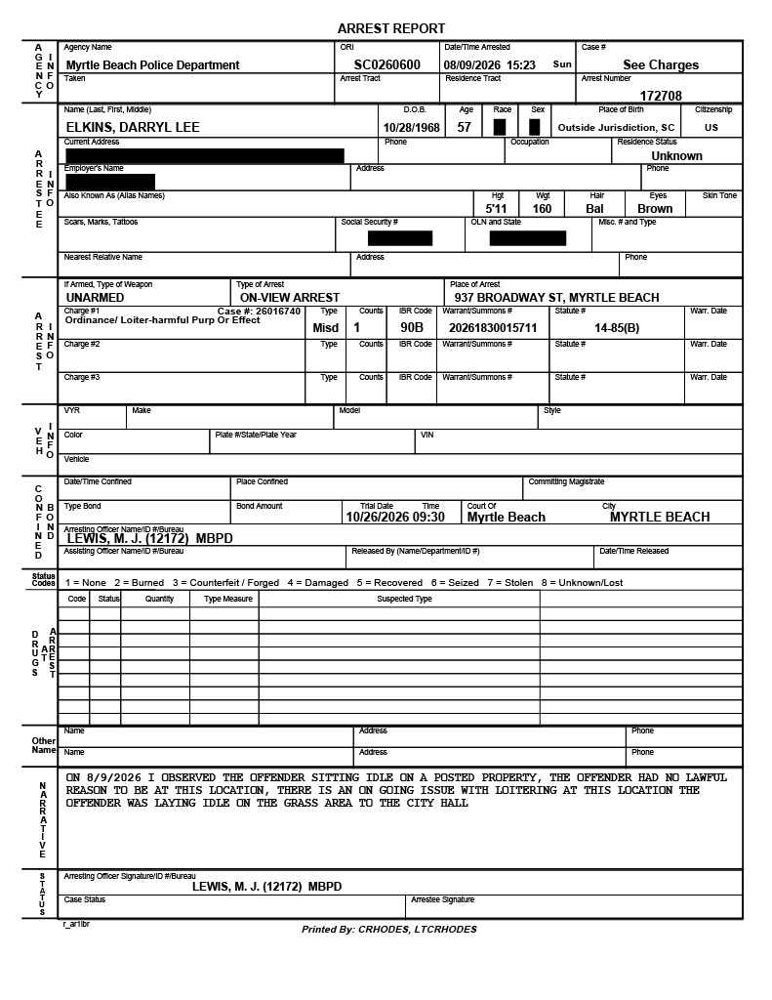 ARREST REPORT
AGENCY INFO
Agency Name ORI Date/Time Arrested Case #
Myrtle Beach Police Department SC0260600 08/09/2026 15:23 Sun See Charges
Taken Arrest Tract Residence Tract Arrest Number
172708
ARRESTEE INFO
Name (Last, First, Middle) D.O.B. Age Race Sex Place of Birth Citizenship
ELKINS, DARRYL LEE 10/28/1968 57 Outside Jurisdiction, SC US
Current Address Phone Occupation Residence Status
Unknown
Employer's Name Address Phone
Also Known As (Alias Names) Hgt Wgt Hair Eyes Skin Tone
5'11 160 Bal Brown
Scars, Marks, Tattoos Social Security # OLN and State Misc. # and Type
Nearest Relative Name Address Phone
ARREST INFO
If Armed, Type of Weapon Type of Arrest Place of Arrest
UNARMED ON-VIEW ARREST 937 BROADWAY ST, MYRTLE BEACH
Charge #1 Case #: 26016740 Type Counts IBR Code Warrant/Summons # Statute # Warr. Date
Ordinance/ Loiter-harmful Purp Or Effect Misd 1 90B 20261830015711 14-85(B)
Charge #2 Type Counts IBR Code Warrant/Summons # Statute # Warr. Date
Charge #3 Type Counts IBR Code Warrant/Summons # Statute # Warr. Date
VEH INFO
VYR Make Model Style
Color Plate #/State/Plate Year VIN
Vehicle
CONFINED BOND
Date/Time Confined Place Confined Committing Magistrate
Type Bond Bond Amount Trial Date Time Court Of City
10/26/2026 09:30 Myrtle Beach MYRTLE BEACH
Arresting Officer Name/ID #/Bureau
LEWIS, M. J. (12172) MBPD
Assisting Officer Name/ID #/Bureau Released By (Name/Department/ID #) Date/Time Released
Status Codes 1 = None 2 = Burned 3 = Counterfeit / Forged 4 = Damaged 5 = Recovered 6 = Seized 7 = Stolen 8 = Unknown/Lost
DRUGS AT ARREST
Code Status Quantity Type Measure Suspected Type
Other Name
Name Address Phone
Name Address Phone
NARRATIVE
ON 8/9/2026 I OBSERVED THE OFFENDER SITTING IDLE ON A POSTED PROPERTY, THE OFFENDER HAD NO LAWFUL
REASON TO BE AT THIS LOCATION, THERE IS AN ON GOING ISSUE WITH LOITERING AT THIS LOCATION THE
OFFENDER WAS LAYING IDLE ON THE GRASS AREA TO THE CITY HALL
STATUS
Arresting Officer Signature/ID #/Bureau
LEWIS, M. J. (12172) MBPD
Case Status Arrestee Signature
r_ar1br
Printed By: CRHODES, LTCRHODES